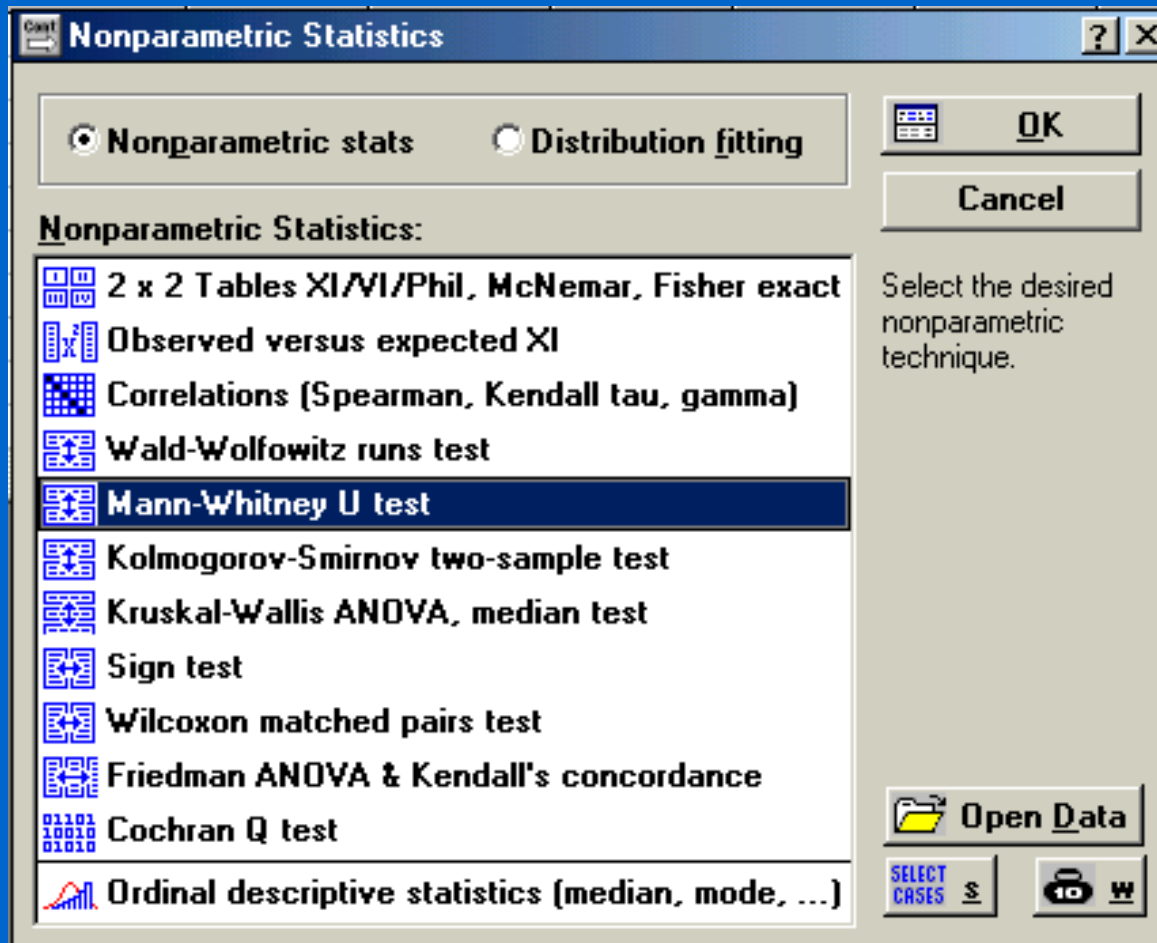 Cont
Nonparametric Statistics
? X
Nonparametric stats
Distribution fitting
OK
Cancel
Nonparametric Statistics:
2 x 2 Tables XI/VI/Phil, McNemar, Fisher exact
Observed versus expected XI
Correlations (Spearman, Kendall tau, gamma)
Wald-Wolfowitz runs test
Mann-Whitney U test
Kolmogorov-Smirnov two-sample test
Kruskal-Wallis ANOVA, median test
Sign test
Wilcoxon matched pairs test
Friedman ANOVA & Kendall's concordance
Cochran Q test
Ordinal descriptive statistics (median, mode, ...)
Select the desired
nonparametric
technique.
Open Data
SELECT
CASES S
W